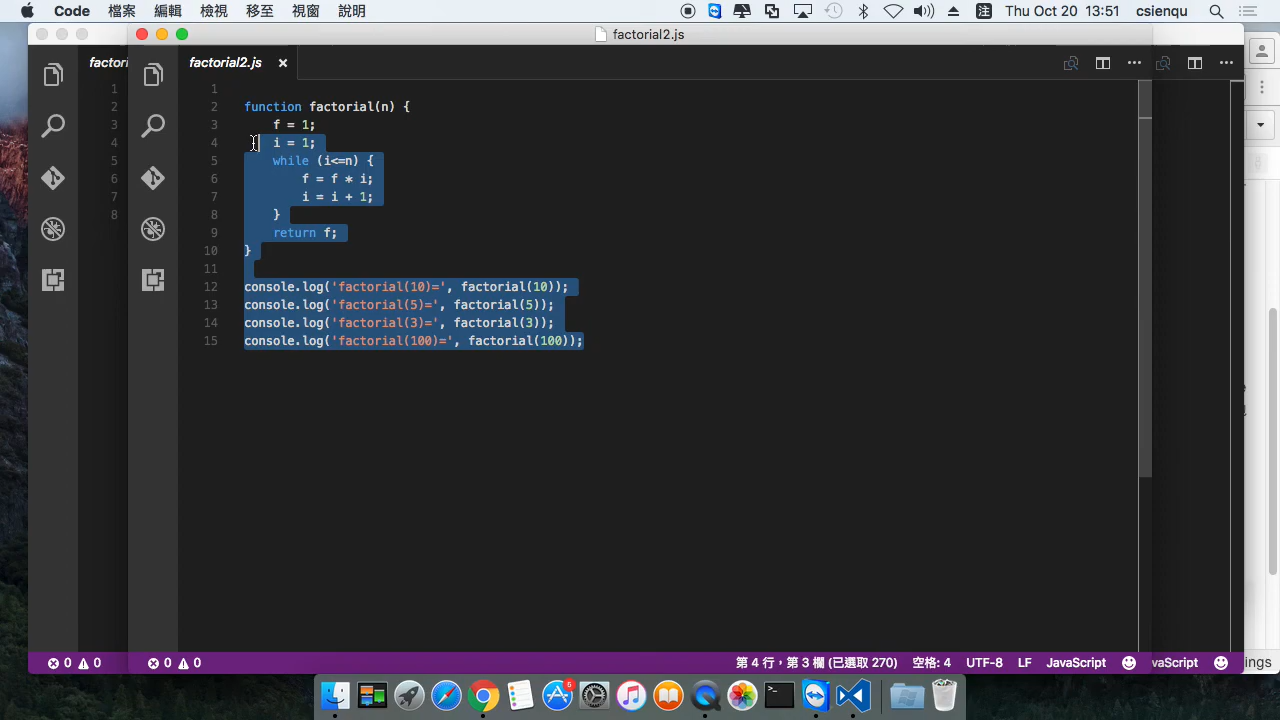 Code 檔案 編輯 檢視 移至 視窗 說明 注 Thu Oct 20 13:51 csienqu
factorial2.js
factori
factorial2.js
1
2
3
4
5
6
7
8
1
2 function factorial(n) {
3 f = 1;
4 i = 1;
5 while (i<=n) {
6 f = f * i;
7 i = i + 1;
8 }
9 return f;
10 }
11
12 console.log('factorial(10)=', factorial(10));
13 console.log('factorial(5)=', factorial(5));
14 console.log('factorial(3)=', factorial(3));
15 console.log('factorial(100)=', factorial(100));
0 0
0 0 第 4 行，第 3 欄 (已選取 270) 空格: 4 UTF-8 LF JavaScript
vaScript
ings
6